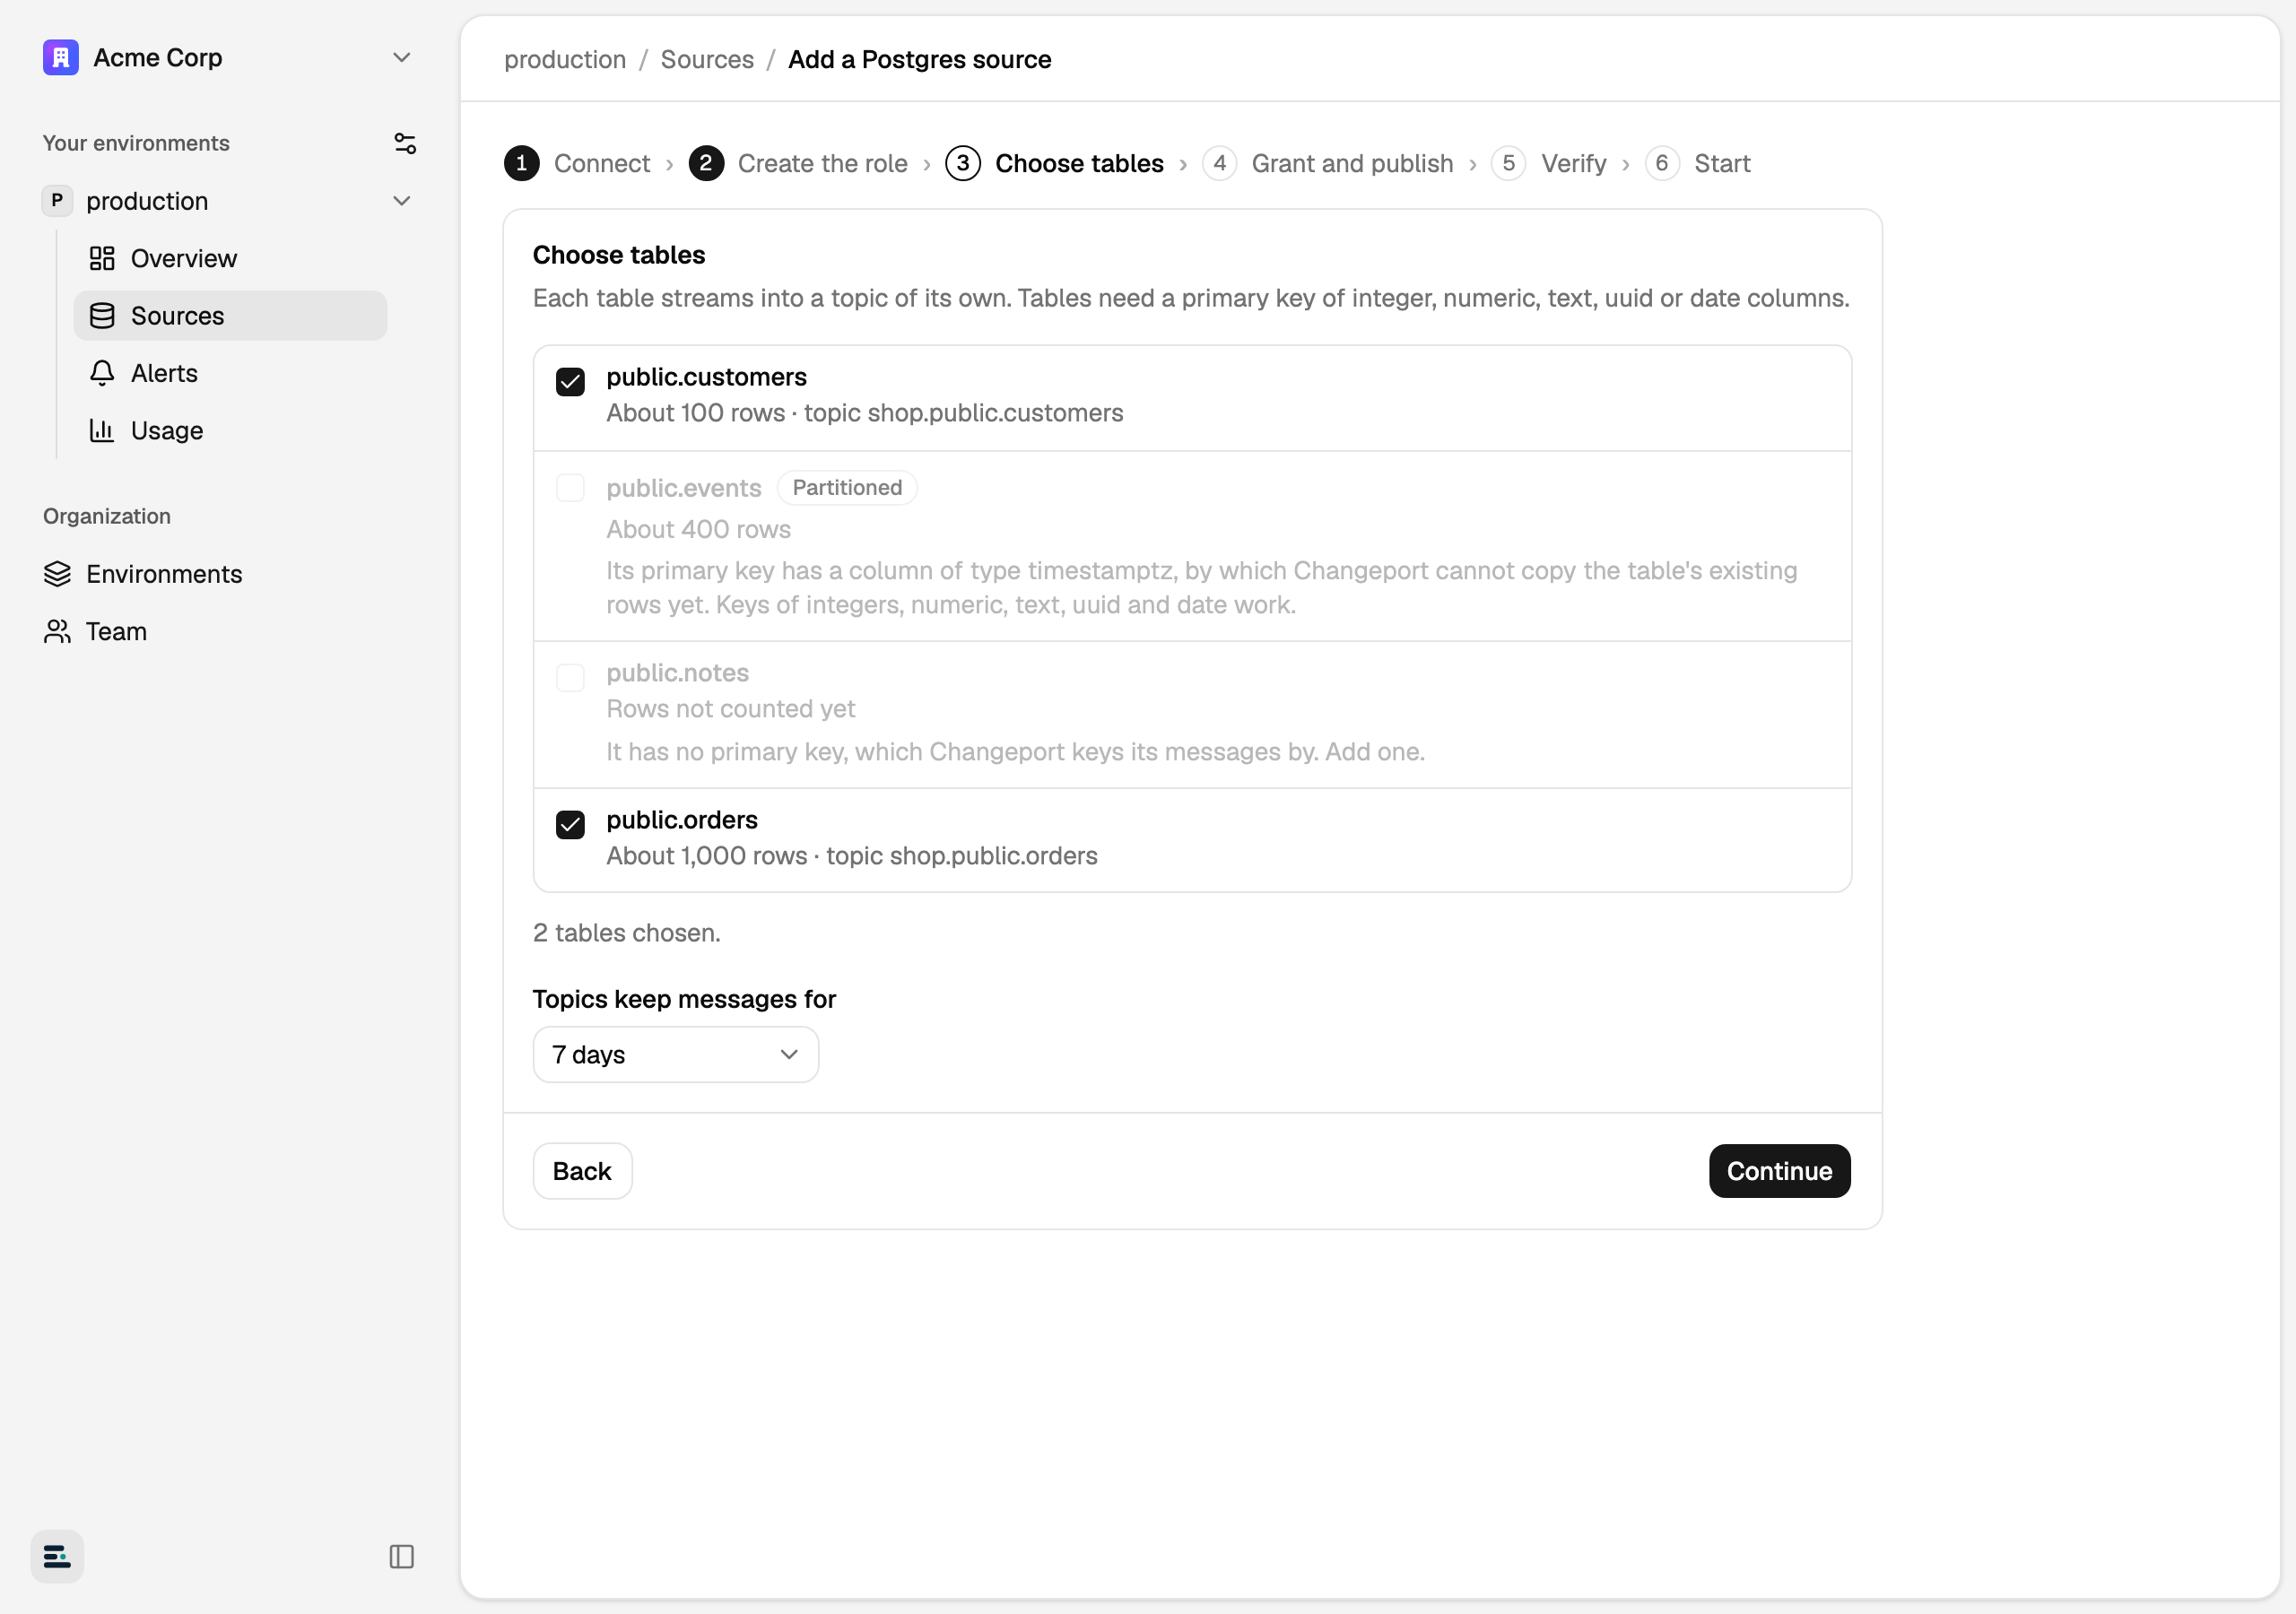 Acme Corp
Your environments
P production
Overview
Sources
Alerts
Usage
Organization
Environments
Team
production / Sources / Add a Postgres source
1 Connect › 2 Create the role › 3 Choose tables › 4 Grant and publish › 5 Verify › 6 Start
Choose tables
Each table streams into a topic of its own. Tables need a primary key of integer, numeric, text, uuid or date columns.
public.customers
About 100 rows · topic shop.public.customers
public.events Partitioned
About 400 rows
Its primary key has a column of type timestamptz, by which Changeport cannot copy the table's existing
rows yet. Keys of integers, numeric, text, uuid and date work.
public.notes
Rows not counted yet
It has no primary key, which Changeport keys its messages by. Add one.
public.orders
About 1,000 rows · topic shop.public.orders
2 tables chosen.
Topics keep messages for
7 days
Back
Continue